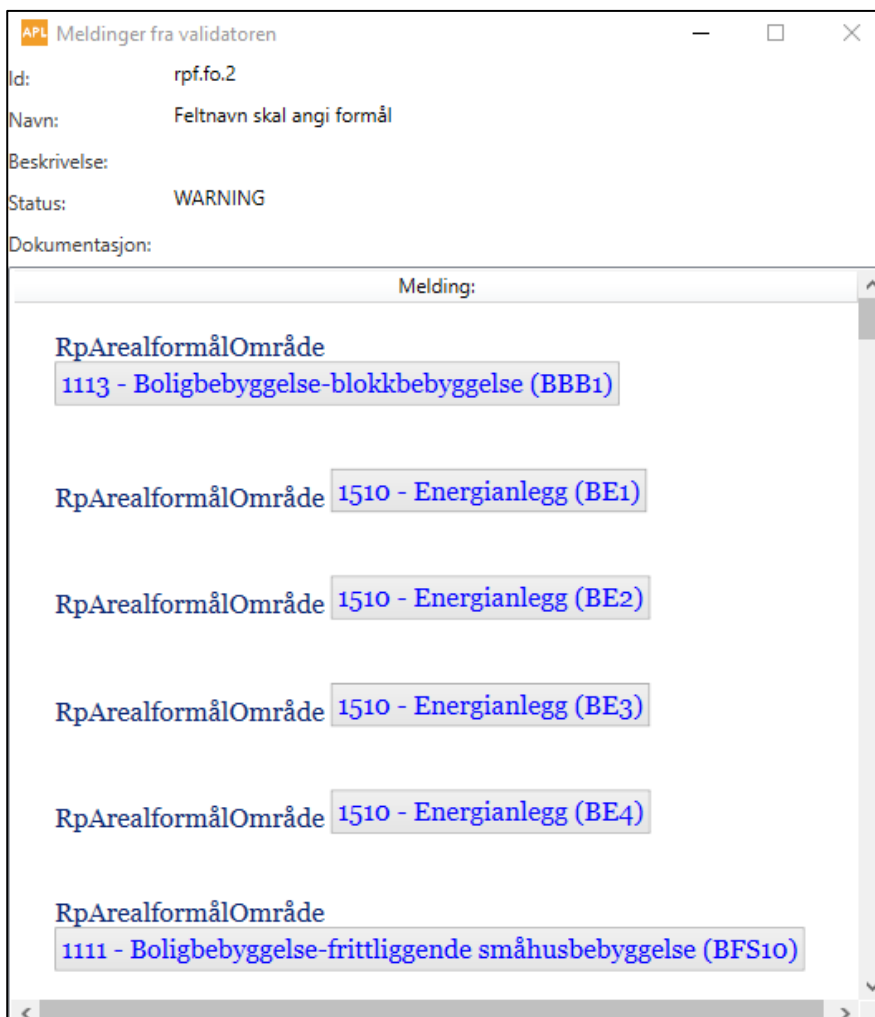 APL Meldinger fra validatoren
Id: rpf.fo.2
Navn: Feltnavn skal angi formål
Beskrivelse:
Status: WARNING
Dokumentasjon:
Melding:
RpArealformålOmråde
1113 - Boligbebyggelse-blokkbebyggelse (BBB1)
RpArealformålOmråde 1510 - Energianlegg (BE1)
RpArealformålOmråde 1510 - Energianlegg (BE2)
RpArealformålOmråde 1510 - Energianlegg (BE3)
RpArealformålOmråde 1510 - Energianlegg (BE4)
RpArealformålOmråde
1111 - Boligbebyggelse-frittliggende småhusbebyggelse (BFS10)